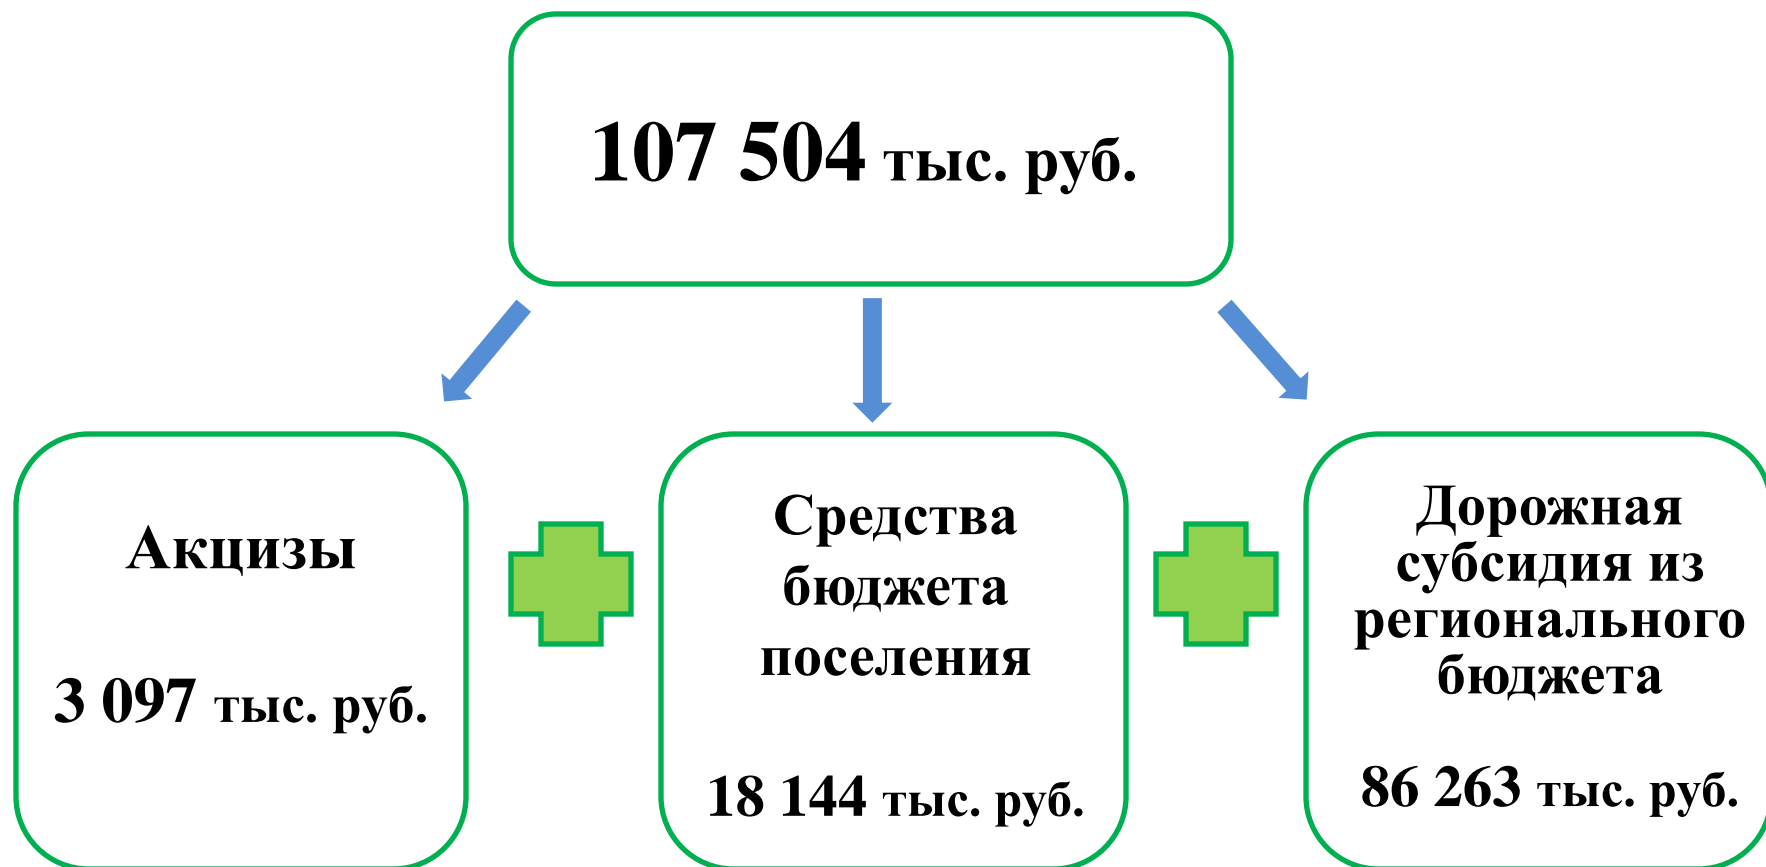 107 504 тыс. руб.
Акцизы
3 097 тыс. руб.
Средства
бюджета
поселения
18 144 тыс. руб.
Дорожная
субсидия из
регионального
бюджета
86 263 тыс. руб.